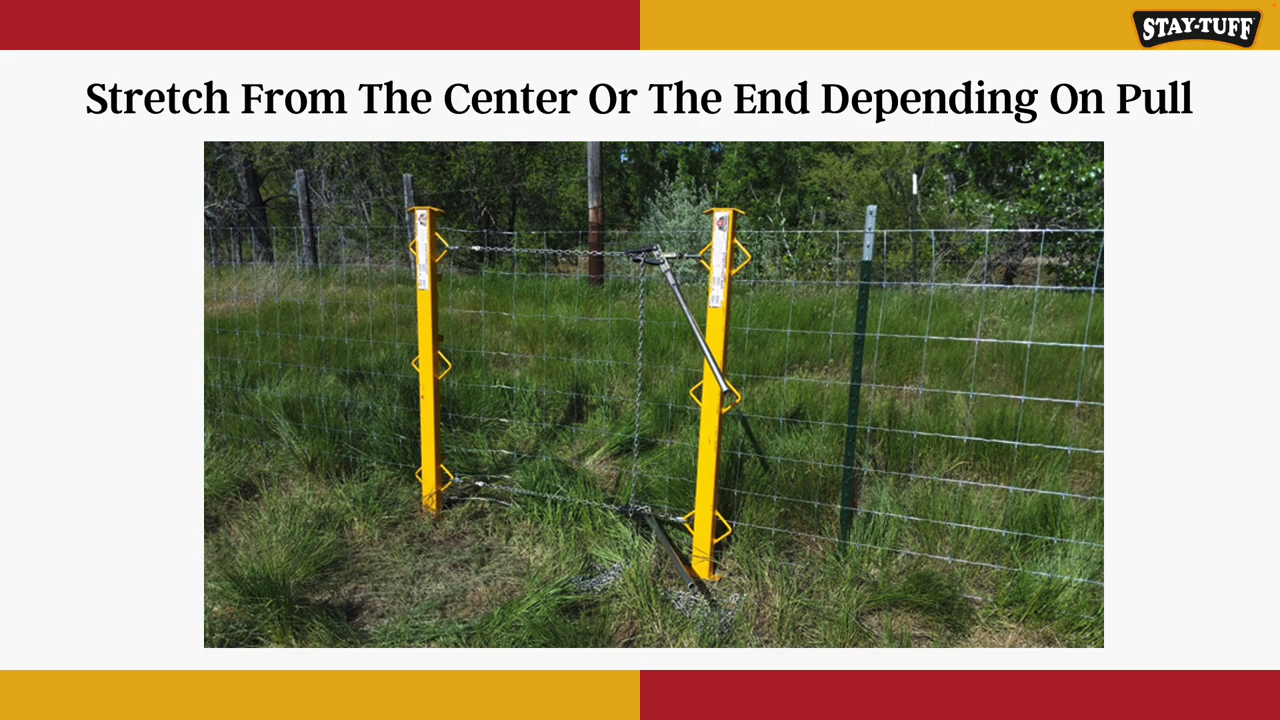 STAY-TUFF
Stretch From The Center Or The End Depending On Pull